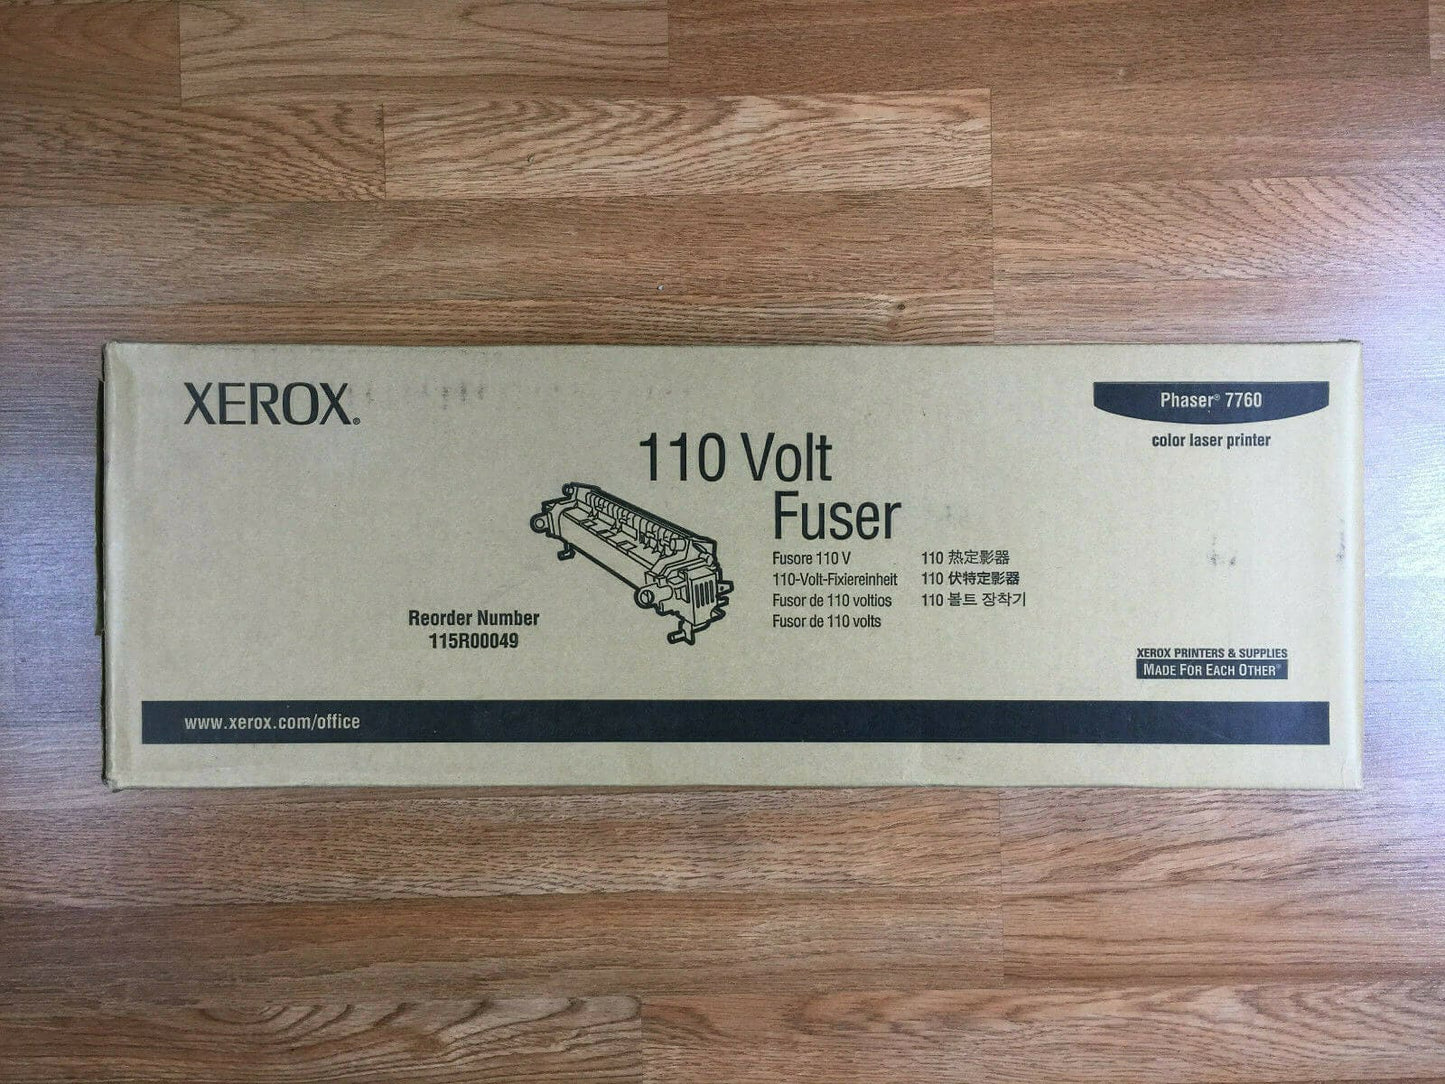 XEROX.
Phaser® 7760
color laser printer
110 Volt
Fuser
Fusore 110 V
110-Volt-Fixiereinheit
Fusor de 110 voltios
Fusor de 110 volts
110 热定影器
110 伏特定影器
110 볼트 장착기
Reorder Number
115R00049
XEROX PRINTERS & SUPPLIES
MADE FOR EACH OTHER®
www.xerox.com/office